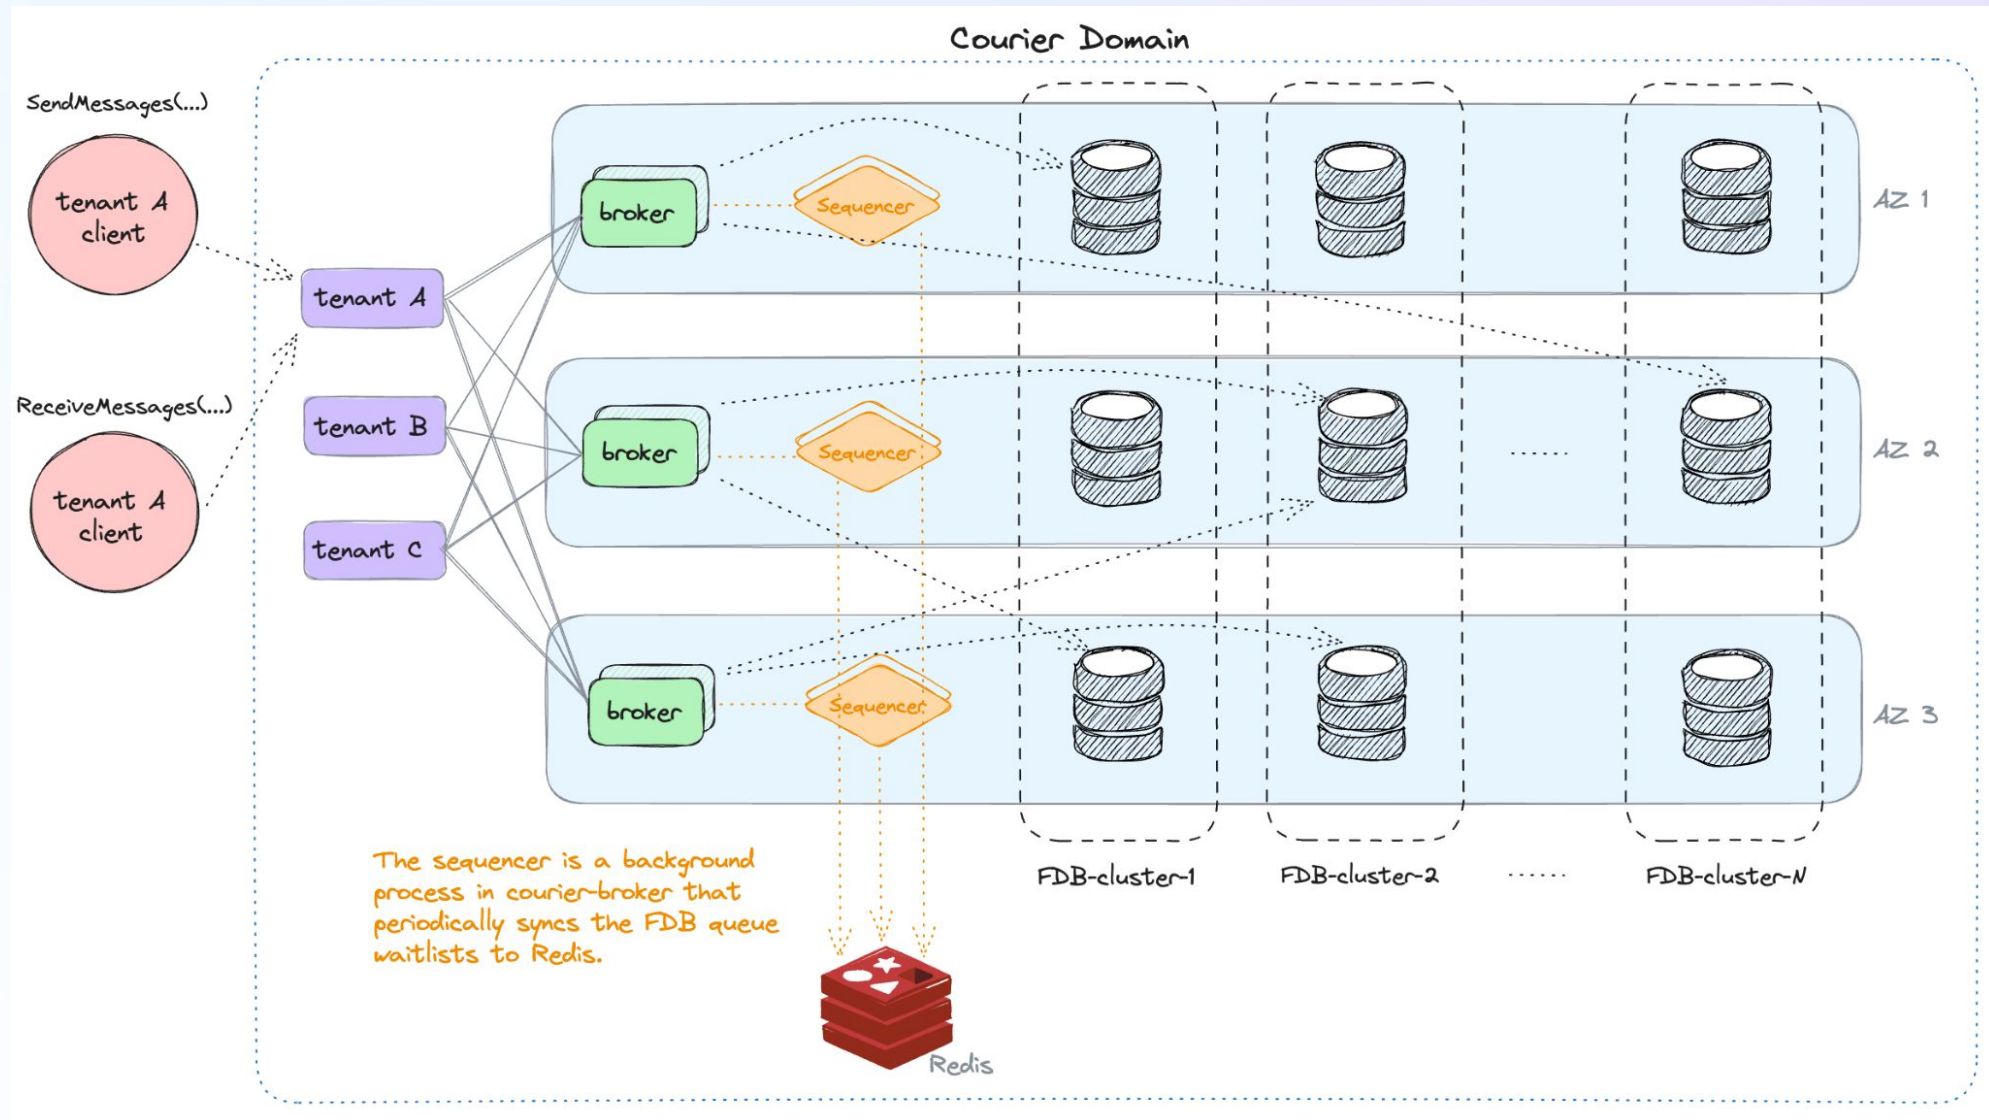 Courier Domain
SendMessages(...)
tenant A
client
ReceiveMessages(...)
tenant A
client
tenant A
tenant B
tenant C
broker
Sequencer
AZ 1
broker
Sequencer
......
AZ 2
broker
Sequencer
AZ 3
FDB-cluster-1
FDB-cluster-2
......
FDB-cluster-N
The sequencer is a background
process in courier-broker that
periodically syncs the FDB queue
waitlists to Redis.
Redis